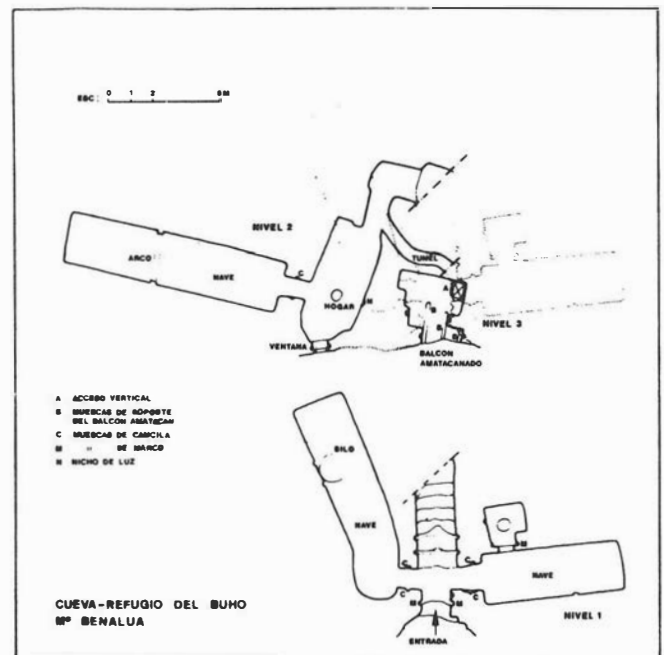 ESC: 0 1 2 5M
NIVEL 2
ARCO
NAVE
C
HOGAR
N
TUNEL
A
B
B
NIVEL 3
VENTANA
BALCON
AMATACANADO
A ACCESO VERTICAL
B MUESCAS DE SOPORTE
DEL BALCON AMATACAN
C MUESCAS DE CANCILA
M " DE MARCO
N NICHO DE LUZ
SILO
NAVE
C
C
C
C
M
M
M
NAVE
NIVEL 1
ENTRADA
CUEVA-REFUGIO DEL BUHO
Mº BENALUA